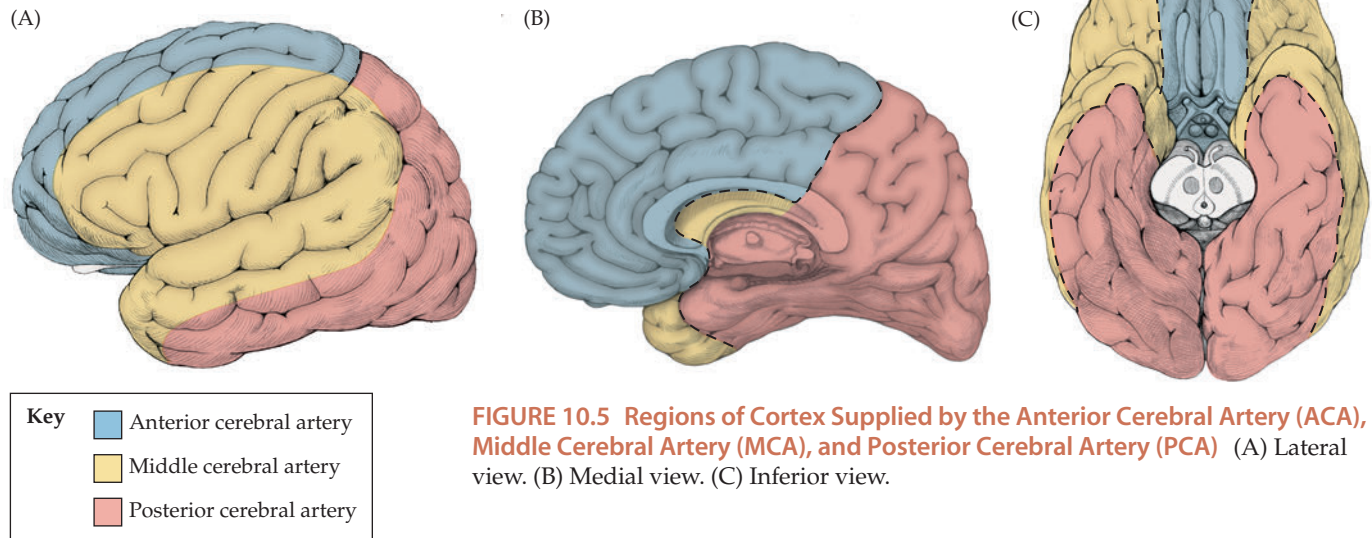 (A)
(B)
(C)
Key
Anterior cerebral artery
Middle cerebral artery
Posterior cerebral artery
FIGURE 10.5 Regions of Cortex Supplied by the Anterior Cerebral Artery (ACA),
Middle Cerebral Artery (MCA), and Posterior Cerebral Artery (PCA) (A) Lateral
view. (B) Medial view. (C) Inferior view.